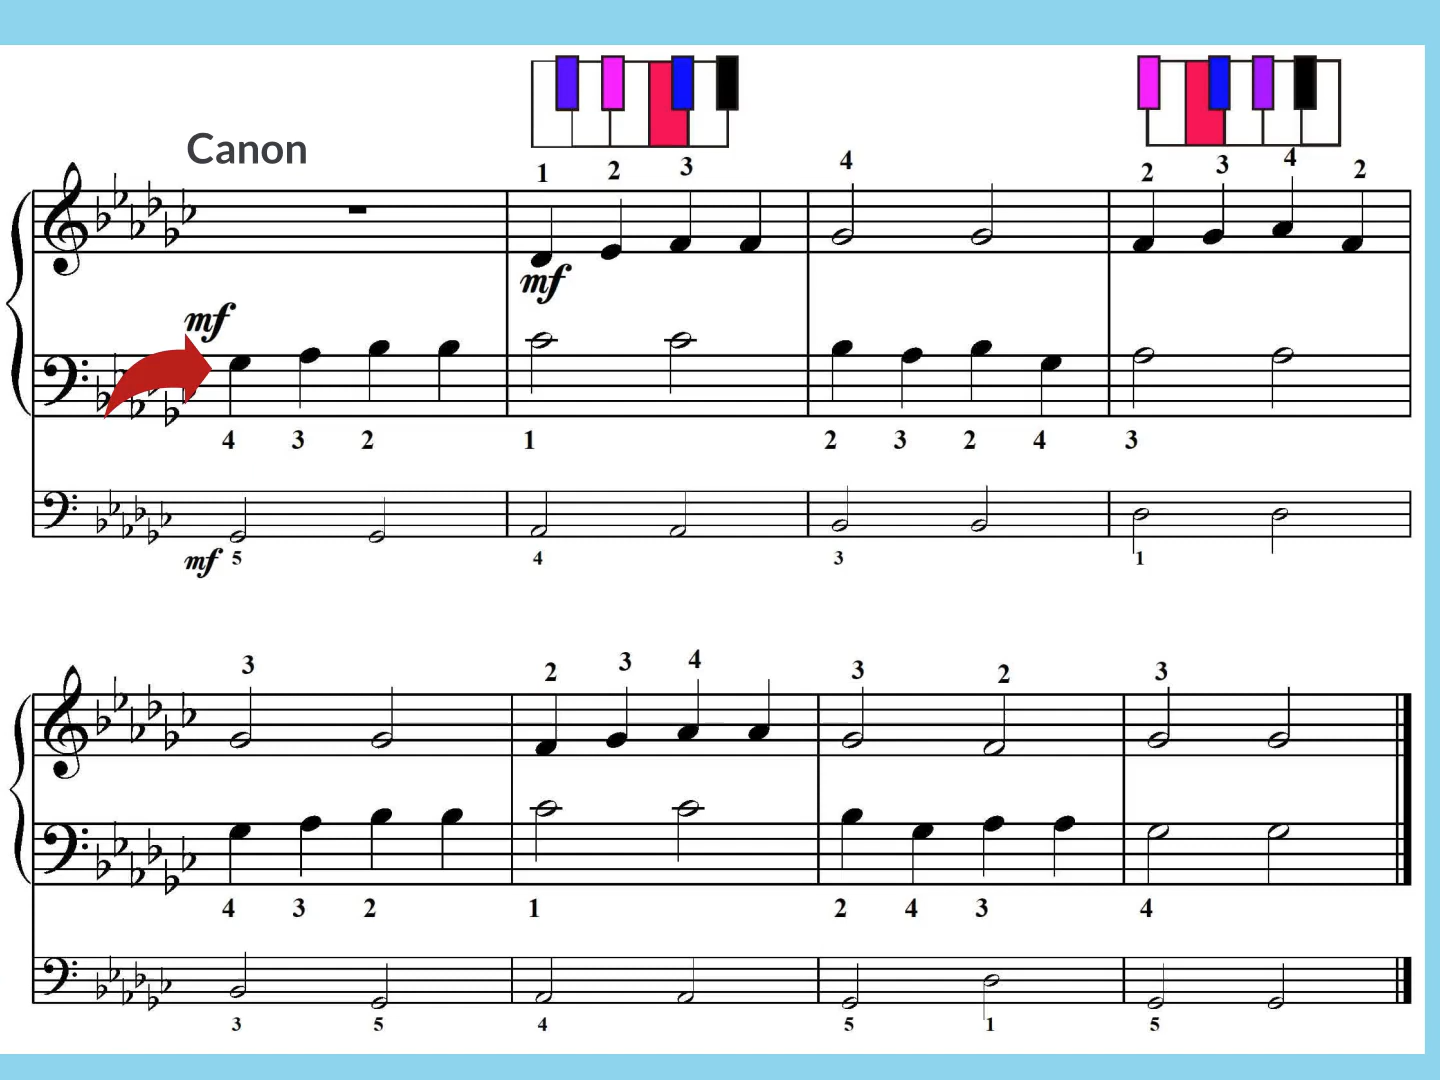 Canon
1 2 3 4 2 3 4 2
mf
mf
4 3 2 1 2 3 2 4 3
mf 5 4 3 1
3 2 3 4 3 2 3
4 3 2 1 2 4 3 4
3 5 4 5 1 5